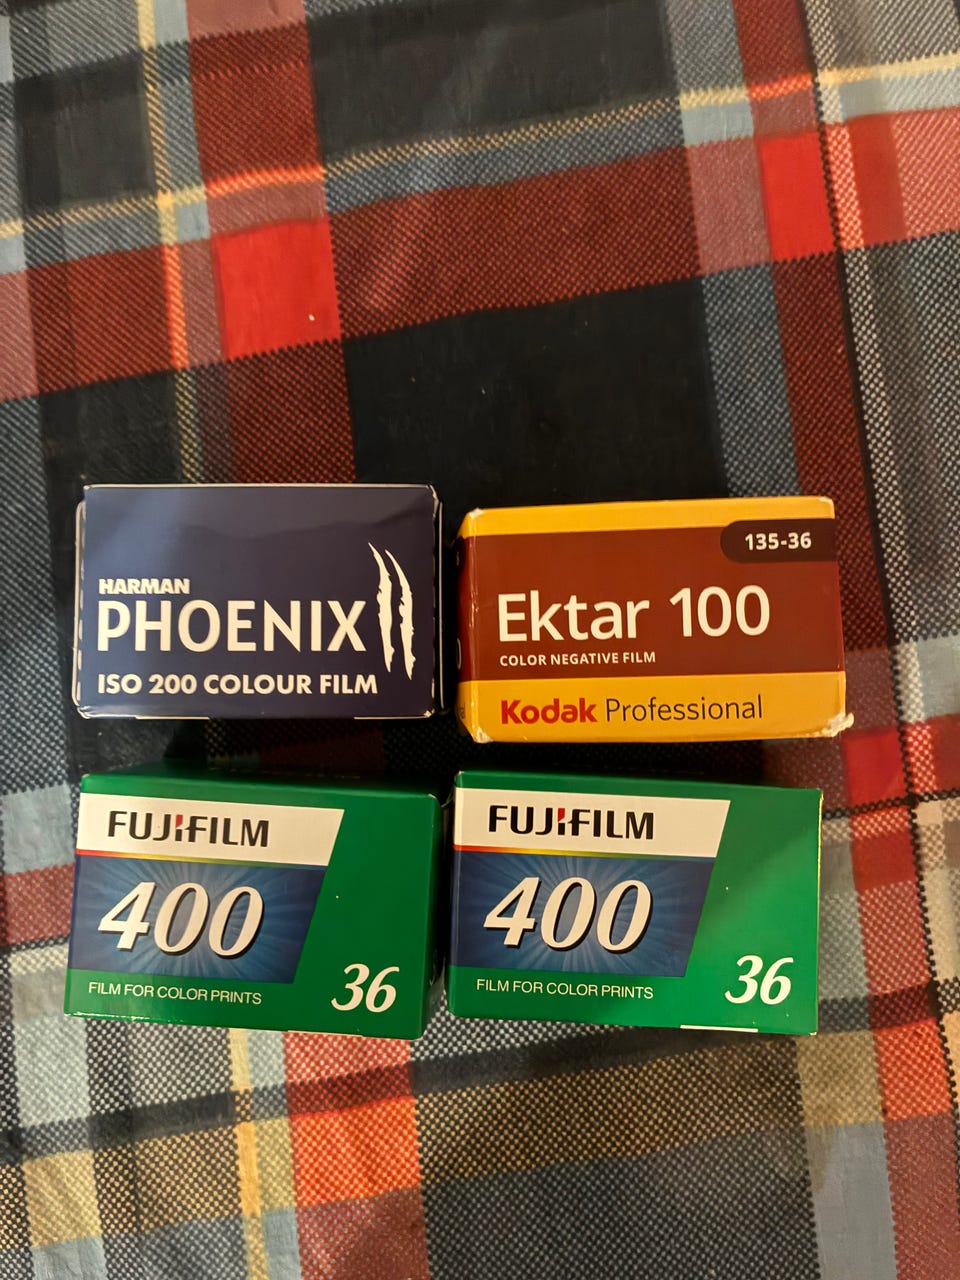 HARMAN
PHOENIX II
ISO 200 COLOUR FILM
135-36
Ektar 100
COLOR NEGATIVE FILM
Kodak Professional
FUJIFILM
400
FILM FOR COLOR PRINTS
36
FUJIFILM
400
FILM FOR COLOR PRINTS
36